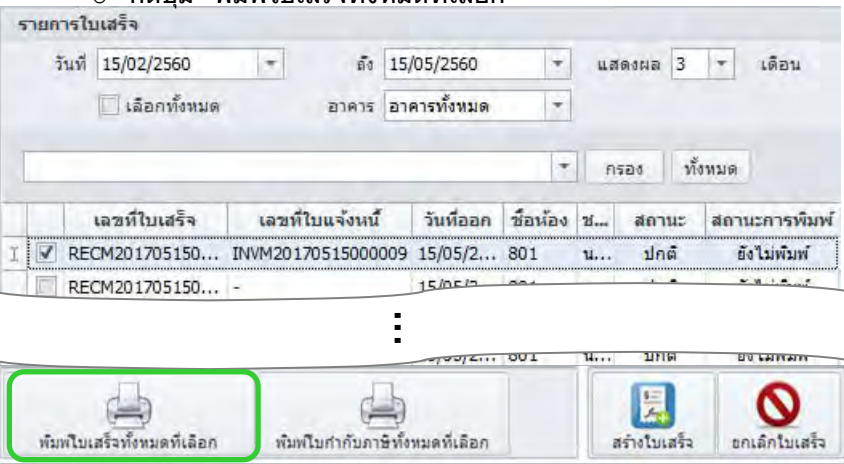 รายการใบเสร็จ
วันที่ 15/02/2560 ถึง 15/05/2560 แสดงผล 3 เดือน
เลือกทั้งหมด อาคาร อาคารทั้งหมด
กรอง ทั้งหมด
เลขที่ใบเสร็จ เลขที่ใบแจ้งหนี้ วันที่ออก ชื่อห้อง ช... สถานะ สถานะการพิมพ์
RECM201705150... INVM20170515000009 15/05/2... 801 น... ปกติ ยังไม่พิมพ์
RECM201705150... -
พิมพ์ใบเสร็จทั้งหมดที่เลือก พิมพ์ใบกำกับภาษีทั้งหมดที่เลือก สร้างใบเสร็จ ยกเลิกใบเสร็จ